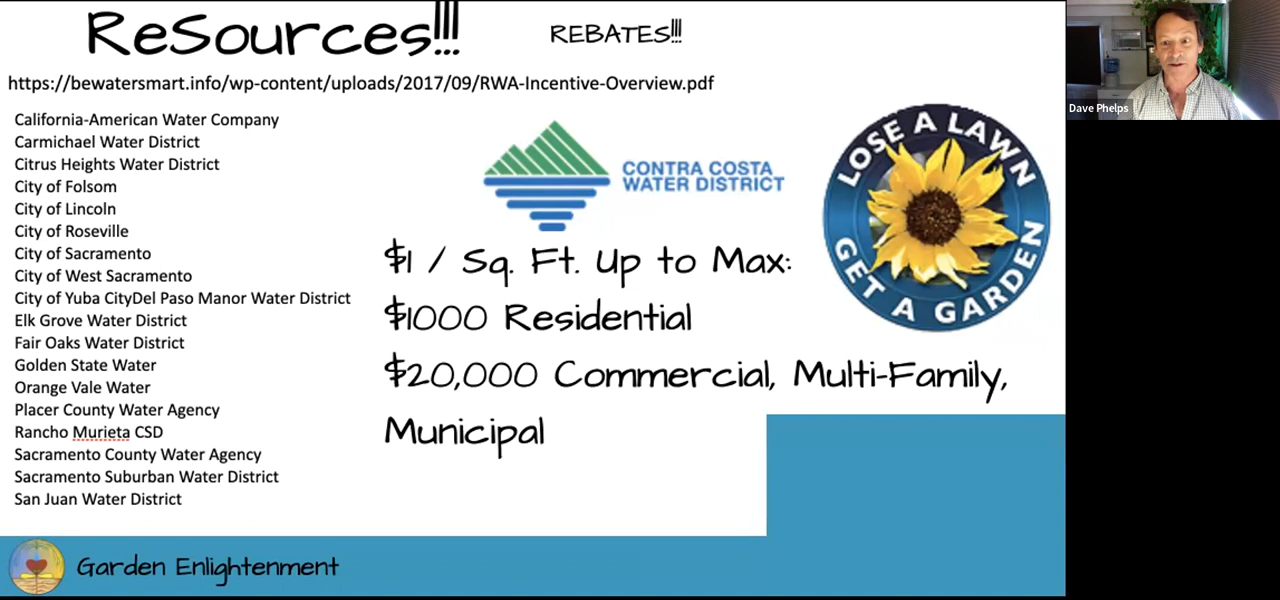 ReSources!!!
REBATES!!!
https://bewatersmart.info/wp-content/uploads/2017/09/RWA-Incentive-Overview.pdf
Dave Phelps
California-American Water Company
Carmichael Water District
Citrus Heights Water District
City of Folsom
City of Lincoln
City of Roseville
City of Sacramento
City of West Sacramento
City of Yuba CityDel Paso Manor Water District
Elk Grove Water District
Fair Oaks Water District
Golden State Water
Orange Vale Water
Placer County Water Agency
Rancho Murieta CSD
Sacramento County Water Agency
Sacramento Suburban Water District
San Juan Water District
CONTRA COSTA
WATER DISTRICT
LOSE A LAWN
GET A GARDEN
$1 / Sq. Ft. Up to Max:
$1000 Residential
$20,000 Commercial, Multi-Family,
Municipal
Garden Enlightenment